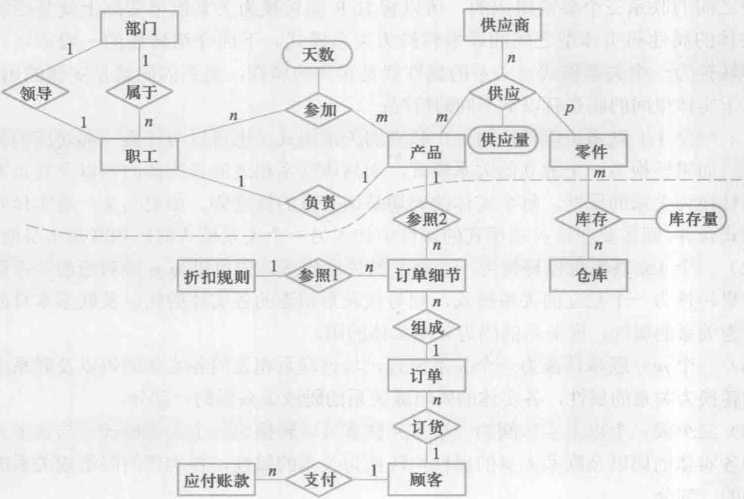 部门
供应商
天数
1
1
n
领导
属于
参加
供应
n
m
m
p
1
n
职工
产品
供应量
零件
1
m
负责
参照2
库存
库存量
n
n
折扣规则
1
参照1
n
订单细节
仓库
n
组成
1
订单
n
订货
1
应付账款
n
支付
1
顾客